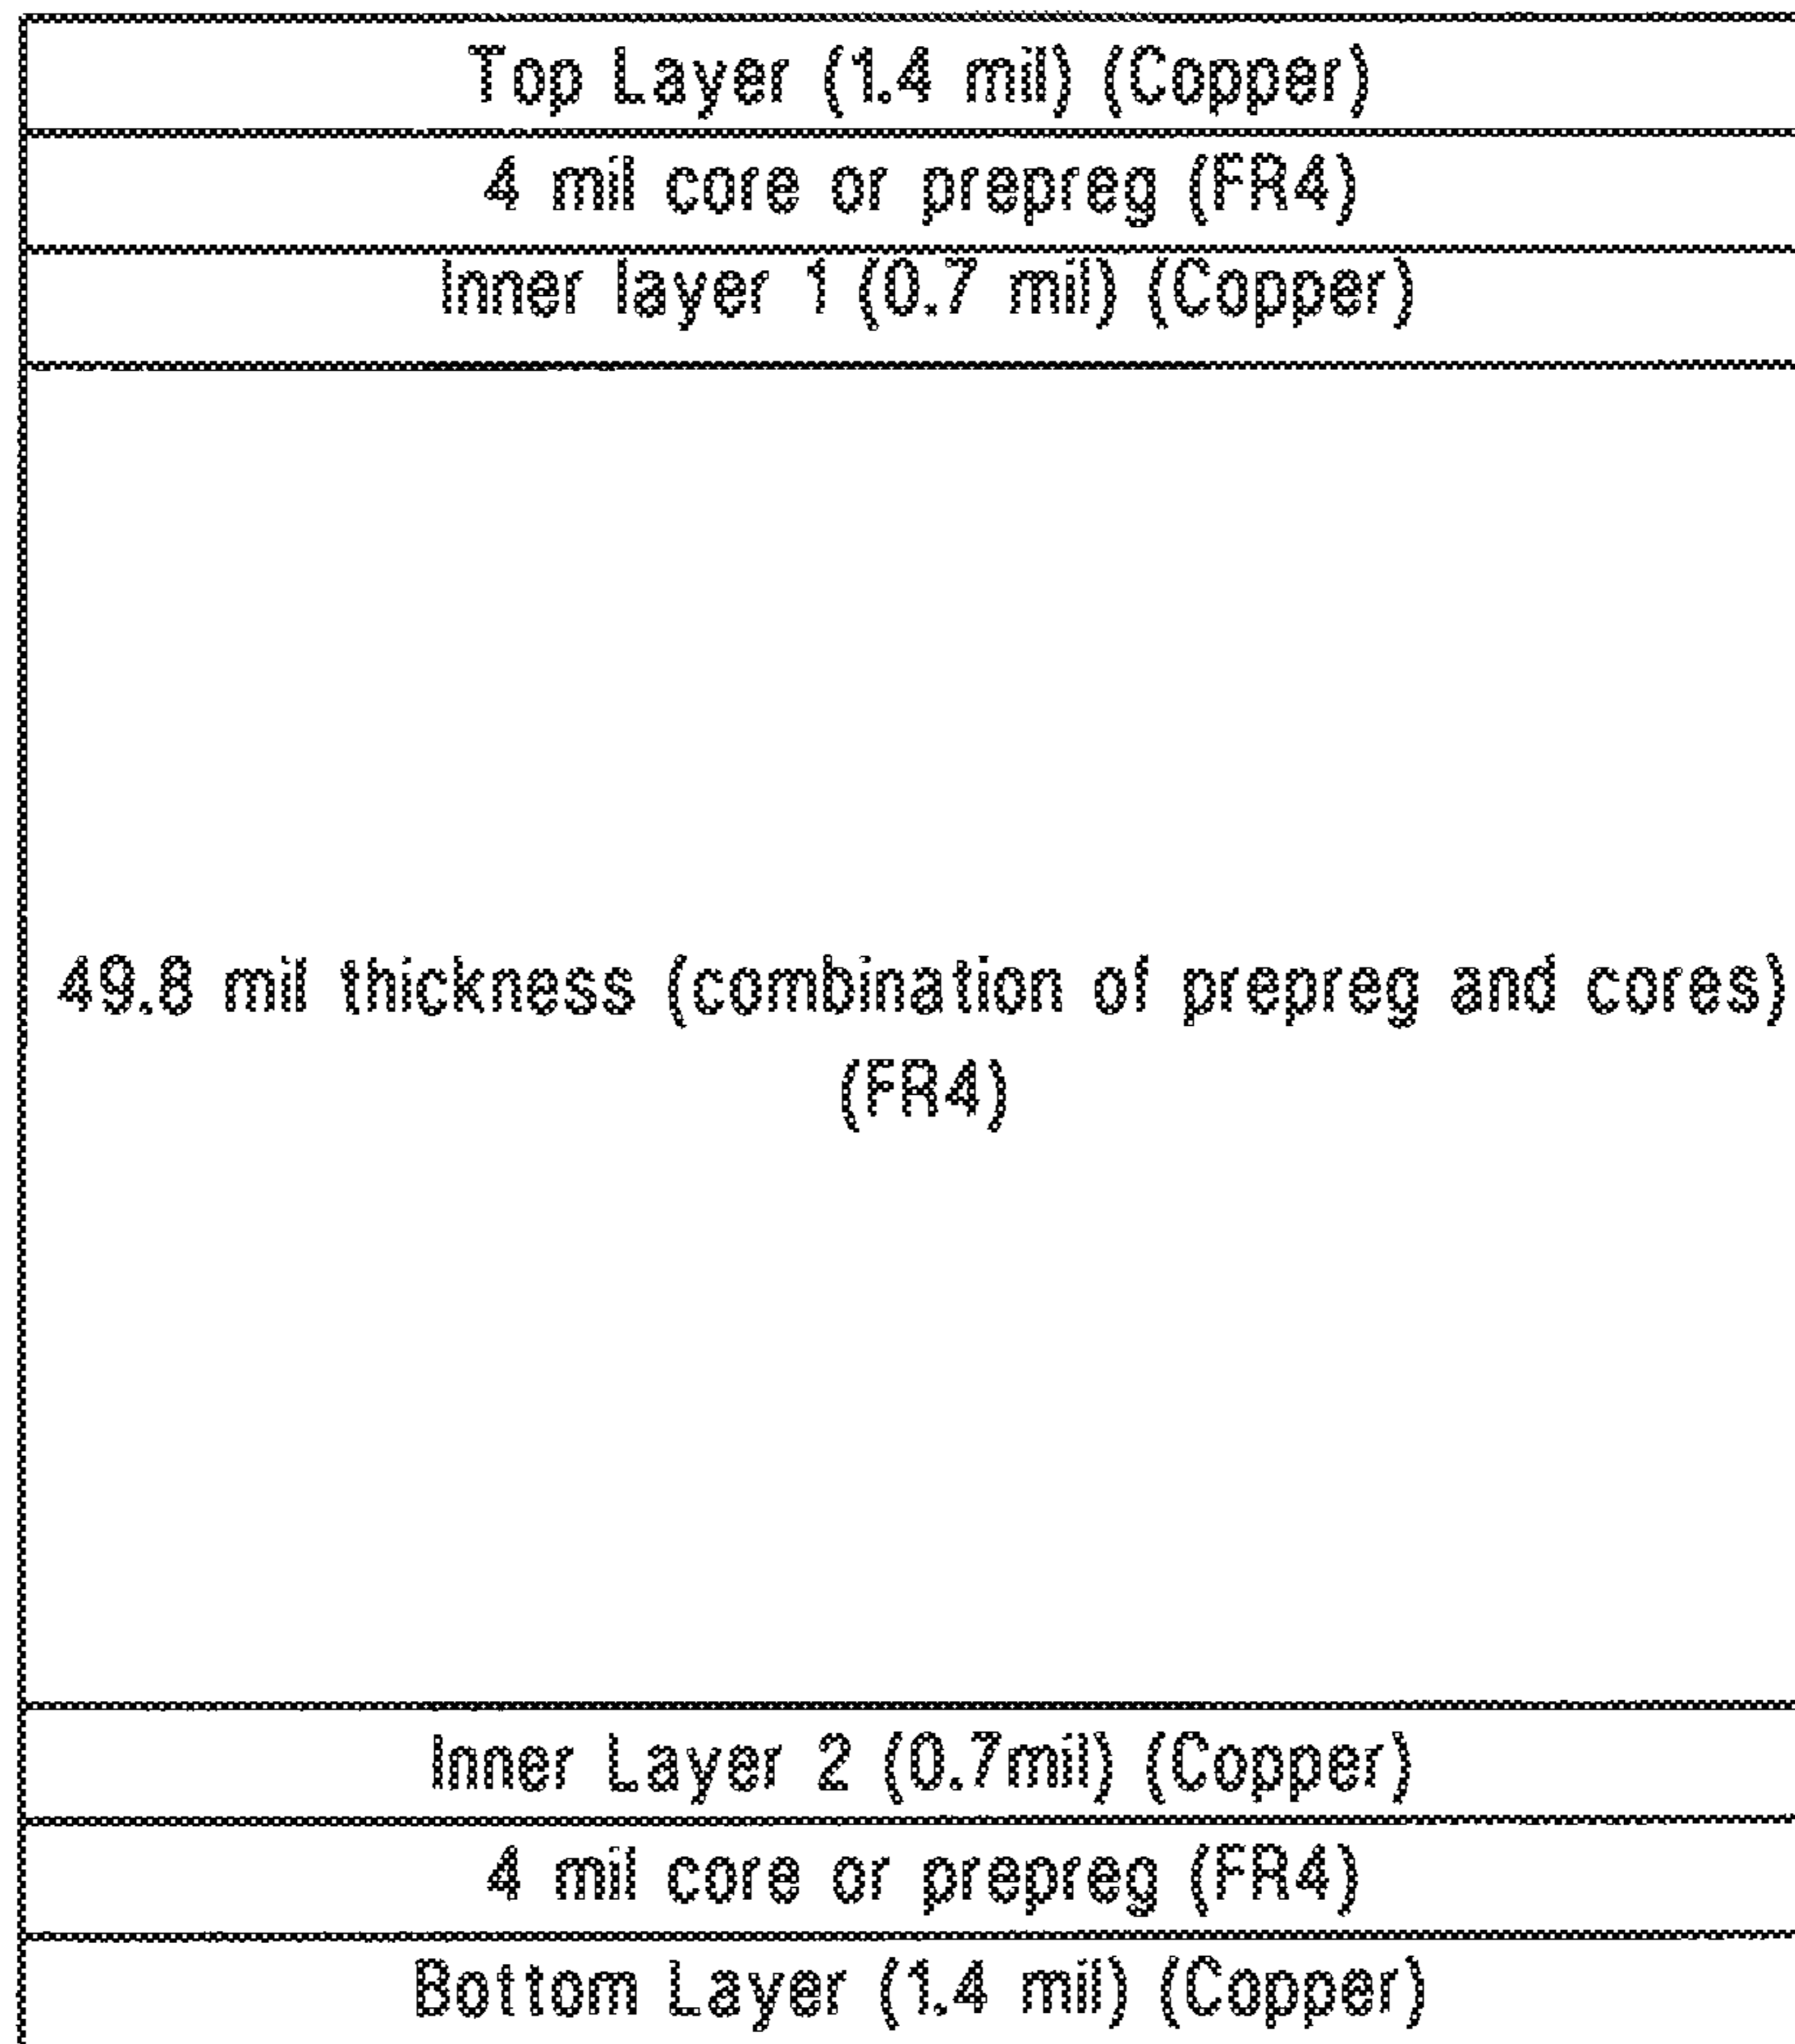 Top Layer (1.4 mil) (Copper)
4 mil core or prepreg (FR4)
Inner layer 1 (0.7 mil) (Copper)
49.8 mil thickness (combination of prepreg and cores)
(FR4)
Inner Layer 2 (0.7mil) (Copper)
4 mil core or prepreg (FR4)
Bottom Layer (1.4 mil) (Copper)